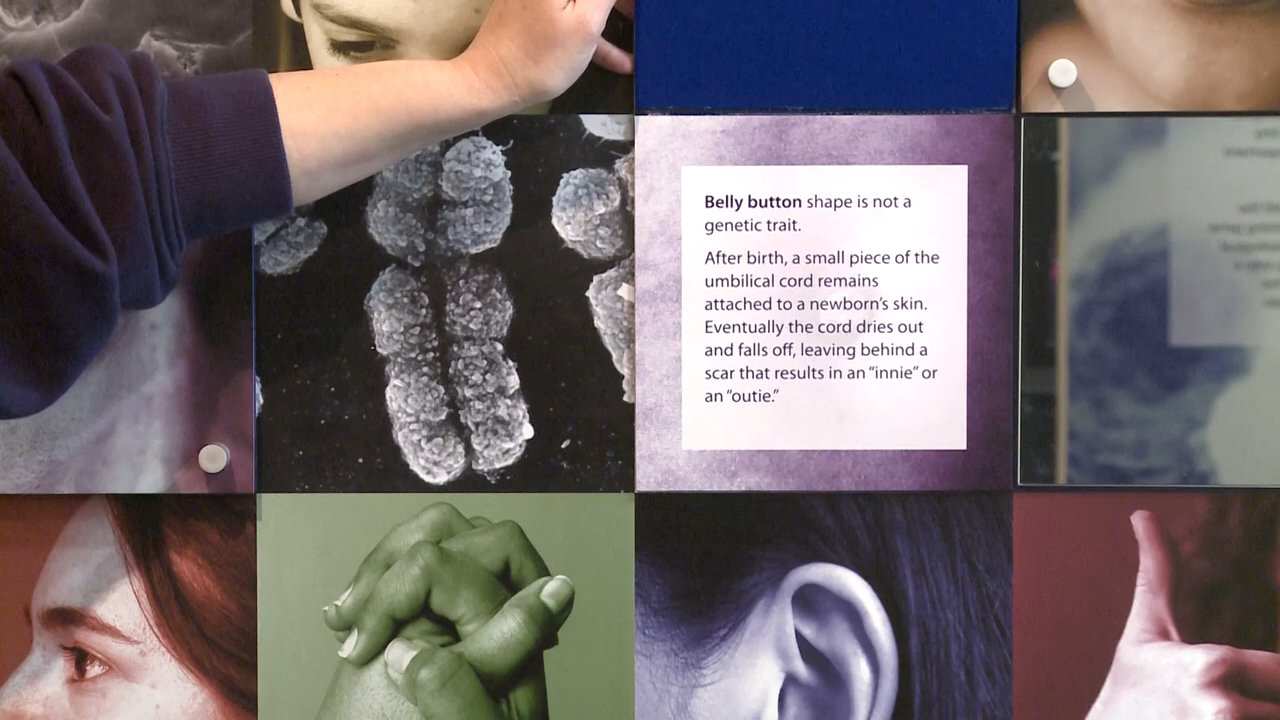 Belly button shape is not a
genetic trait.
After birth, a small piece of the
umbilical cord remains
attached to a newborn's skin.
Eventually the cord dries out
and falls off, leaving behind a
scar that results in an “innie” or
an “outie.”